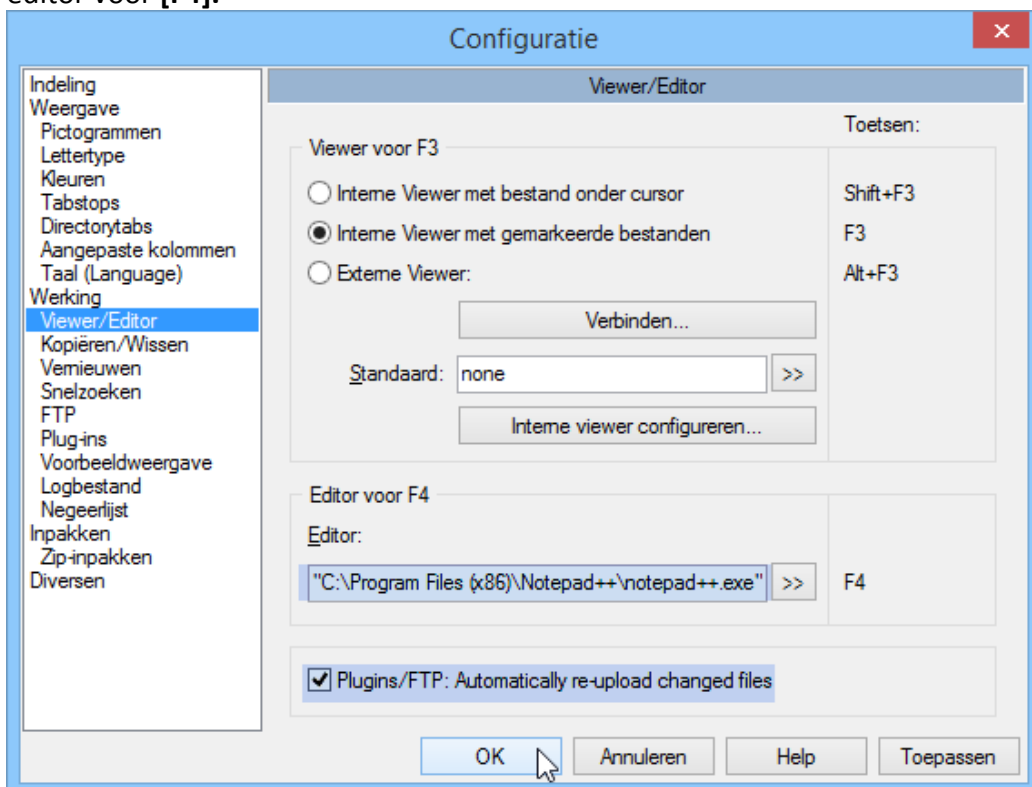 editor voor [F4].
Configuratie
Indeling
Weergave
Pictogrammen
Lettertype
Kleuren
Tabstops
Directorytabs
Aangepaste kolommen
Taal (Language)
Werking
Viewer/Editor
Kopiëren/Wissen
Vernieuwen
Snelzoeken
FTP
Plug-ins
Voorbeeldweergave
Logbestand
Negeerlijst
Inpakken
Zip-inpakken
Diversen
Viewer/Editor
Toetsen:
Viewer voor F3
Interne Viewer met bestand onder cursor Shift+F3
Interne Viewer met gemarkeerde bestanden F3
Externe Viewer: Alt+F3
Verbinden...
Standaard: none >>
Interne viewer configureren...
Editor voor F4
Editor:
"C:\Program Files (x86)\Notepad++\notepad++.exe" >> F4
Plugins/FTP: Automatically re-upload changed files
OK Annuleren Help Toepassen